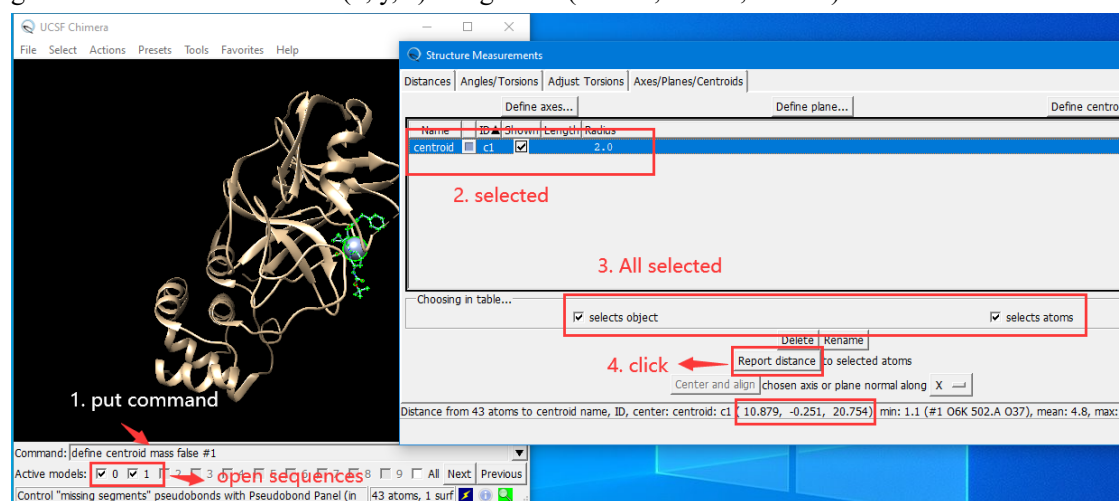 UCSF Chimera
File Select Actions Presets Tools Favorites Help
Structure Measurements
Distances Angles/Torsions Adjust Torsions Axes/Planes/Centroids
Define axes... Define plane... Define centro
Name ID Shown Length Radius
centroid c1 2.0
2. selected
3. All selected
Choosing in table...
selects object selects atoms
Delete Rename
4. click Report distance to selected atoms
Center and align chosen axis or plane normal along X
Distance from 43 atoms to centroid name, ID, center: centroid: c1 ( 10.879, -0.251, 20.754) min: 1.1 (#1 O6K 502.A O37), mean: 4.8, max:
1. put command
Command: define centroid mass false #1
Active models: 0 1 2 3 4 5 6 7 8 9 All Next Previous
open sequences
Control "missing segments" pseudobonds with Pseudobond Panel (in 43 atoms, 1 surf